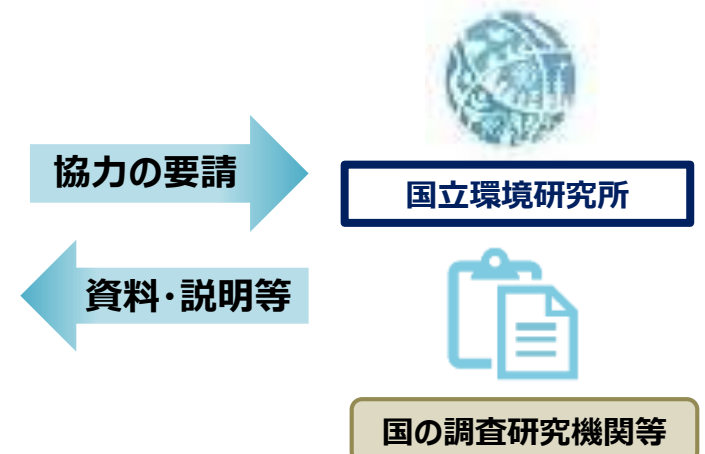 協力の要請
国立環境研究所
資料・説明等
国の調査研究機関等